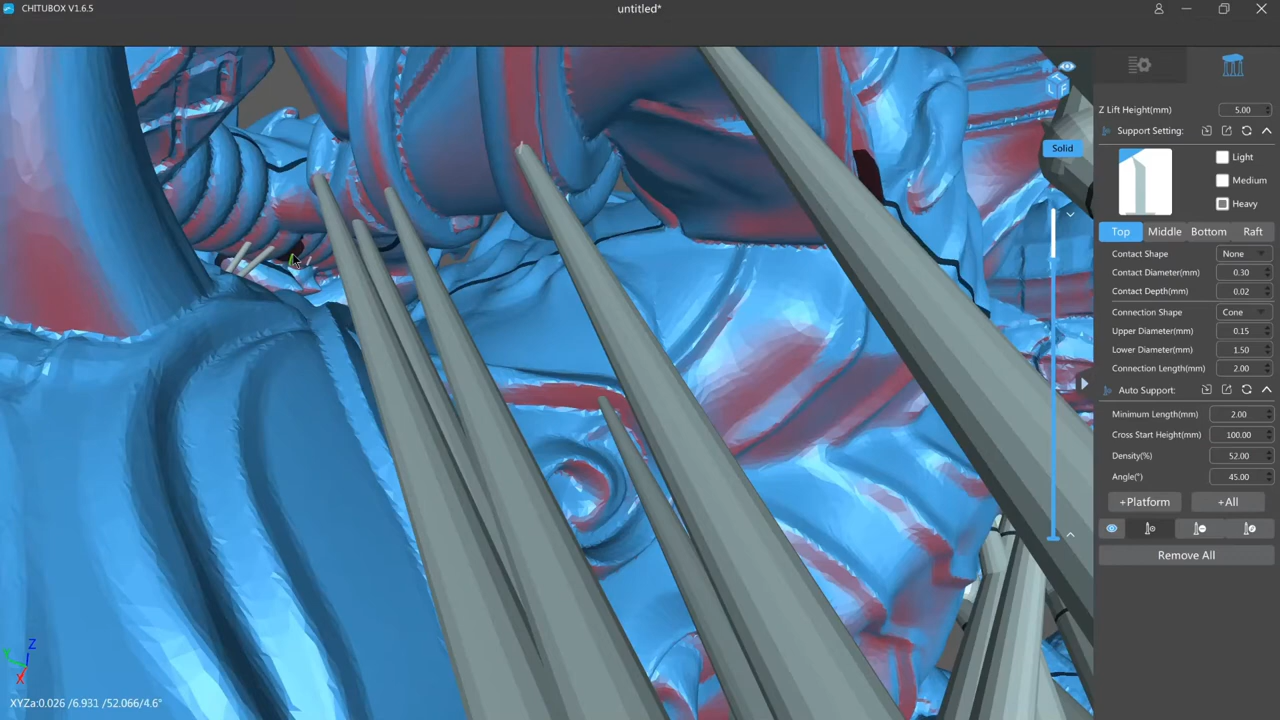 CHITUBOX V1.6.5
untitled*
Z Lift Height(mm) 5.00
Support Setting:
Solid
Light
Medium
Heavy
Top Middle Bottom Raft
Contact Shape None
Contact Diameter(mm) 0.30
Contact Depth(mm) 0.02
Connection Shape Cone
Upper Diameter(mm) 0.15
Lower Diameter(mm) 1.50
Connection Length(mm) 2.00
Auto Support:
Minimum Length(mm) 2.00
Cross Start Height(mm) 100.00
Density(%) 52.00
Angle(°) 45.00
+Platform +All
Remove All
Z
X
XYZa:0.026 /6.931 /52.066/4.6°